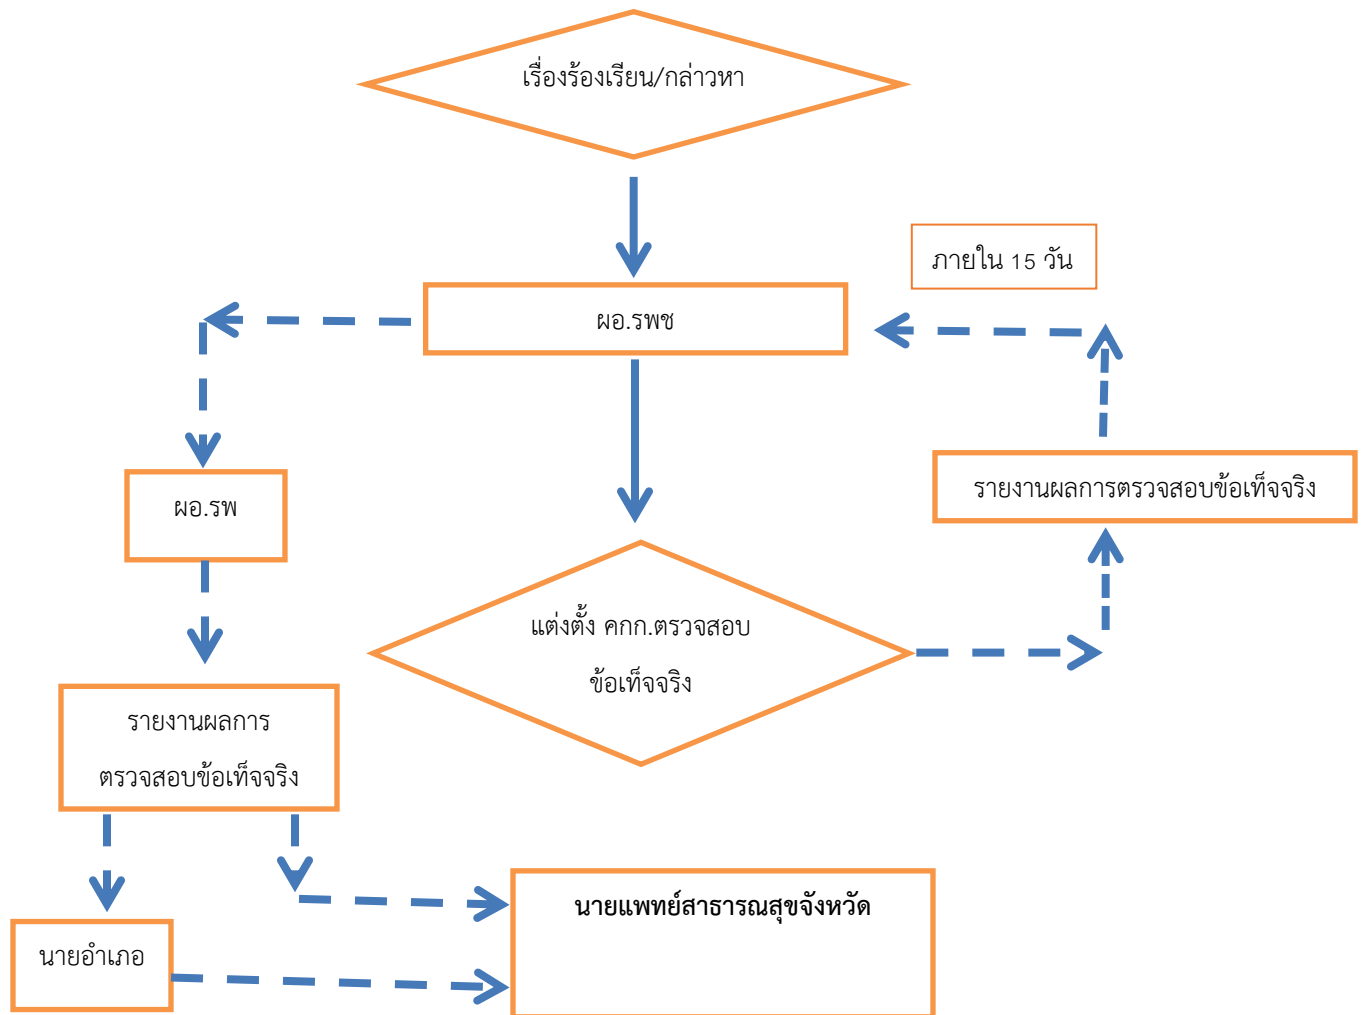 เรื่องร้องเรียน/กล่าวหา
ภายใน 15 วัน
ผอ.รพช
รายงานผลการตรวจสอบข้อเท็จจริง
ผอ.รพ
แต่งตั้ง คกก.ตรวจสอบ
ข้อเท็จจริง
รายงานผลการ
ตรวจสอบข้อเท็จจริง
นายแพทย์สาธารณสุขจังหวัด
นายอำเภอ